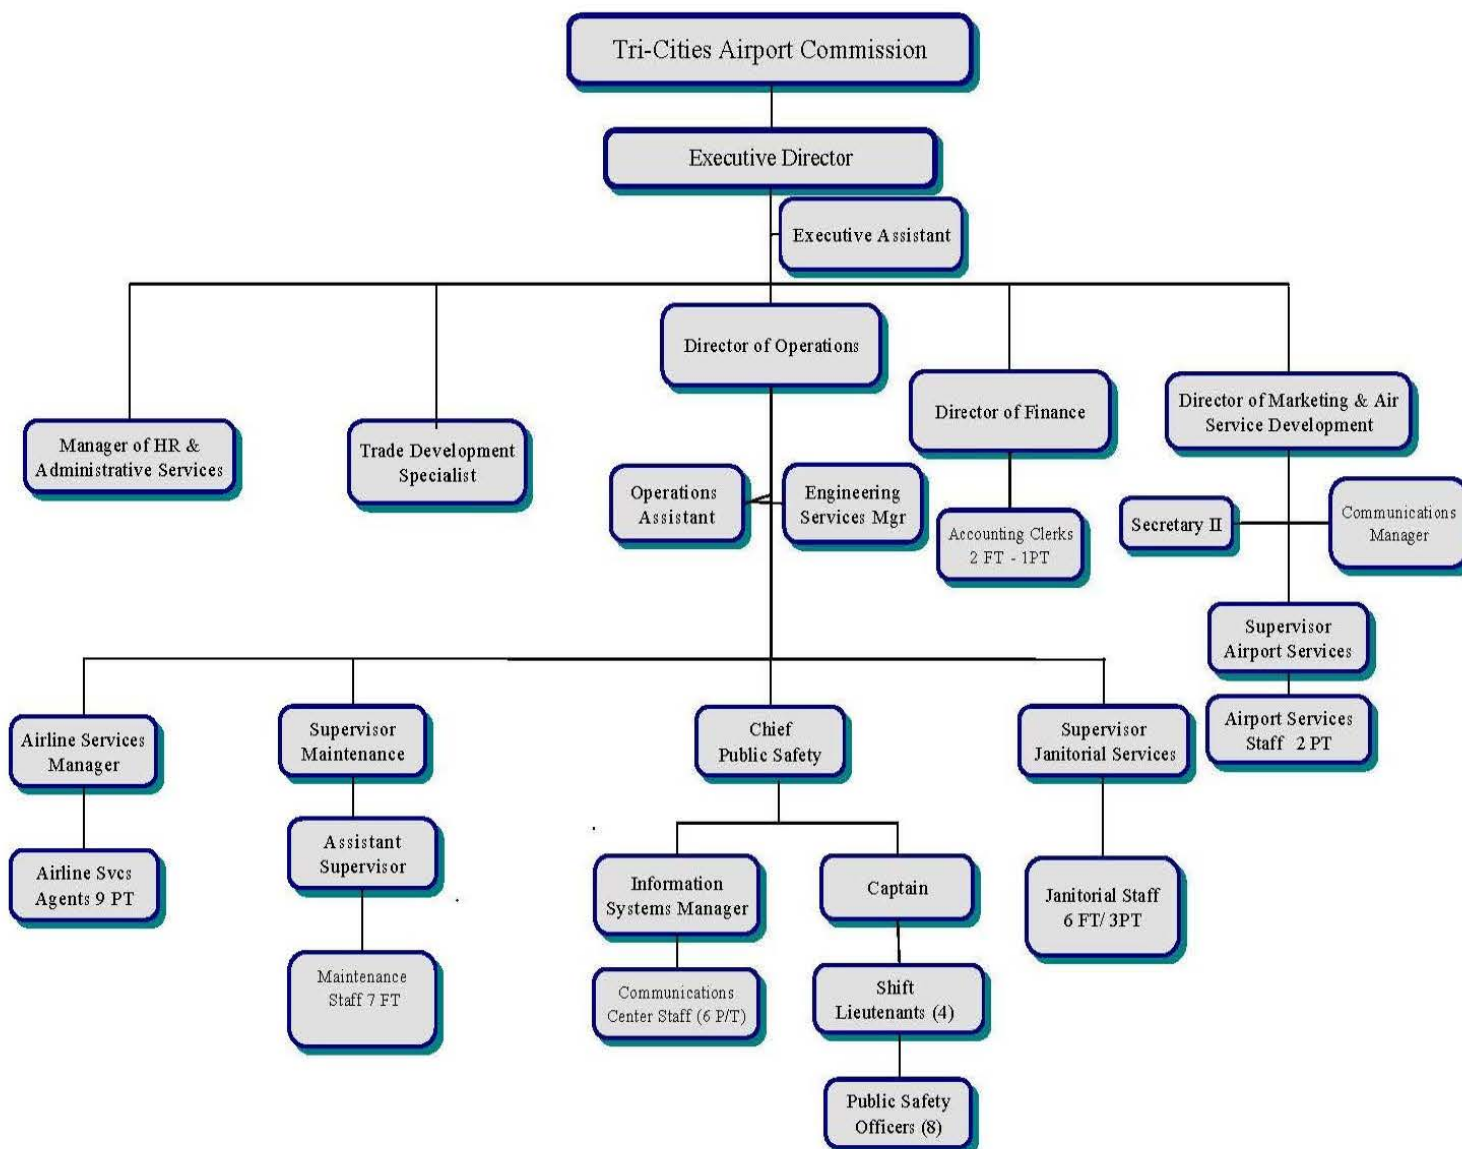 Tri-Cities Airport Commission
Executive Director
Executive Assistant
Director of Operations
Director of Finance
Director of Marketing & Air
Service Development
Manager of HR &
Administrative Services
Trade Development
Specialist
Operations
Assistant
Engineering
Services Mgr
Accounting Clerks
2 FT - 1PT
Secretary II
Communications
Manager
Supervisor
Airport Services
Airport Services
Staff 2 PT
Airline Services
Manager
Supervisor
Maintenance
Chief
Public Safety
Supervisor
Janitorial Services
Airline Svcs
Agents 9 PT
Assistant
Supervisor
Information
Systems Manager
Captain
Janitorial Staff
6 FT/ 3PT
Maintenance
Staff 7 FT
Communications
Center Staff (6 P/T)
Shift
Lieutenants (4)
Public Safety
Officers (8)